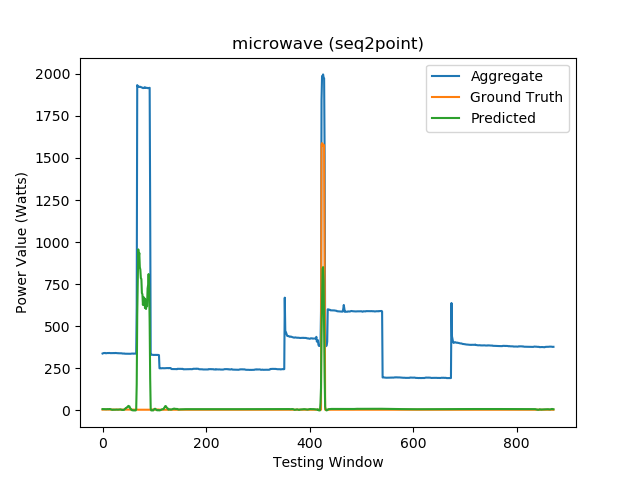 microwave (seq2point)
Aggregate
Ground Truth
Predicted
Power Value (Watts)
2000
1750
1500
1250
1000
750
500
250
0
0 200 400 600 800
Testing Window